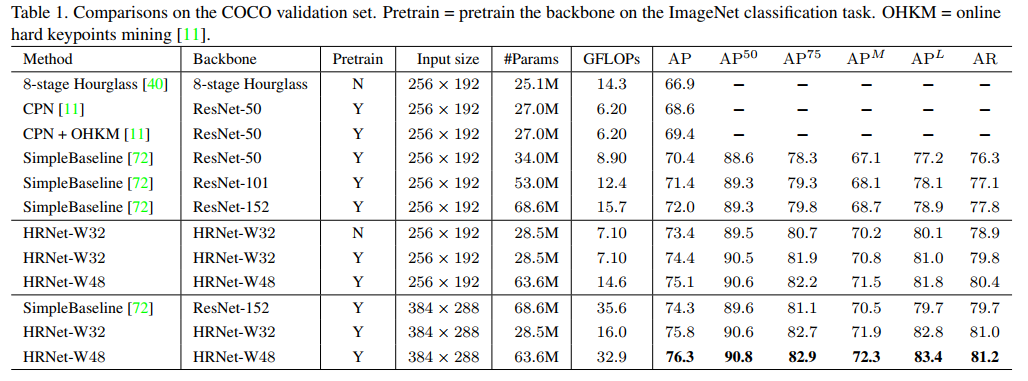 Table 1. Comparisons on the COCO validation set. Pretrain = pretrain the backbone on the ImageNet classification task. OHKM = online
hard keypoints mining [11].
Method Backbone Pretrain Input size #Params GFLOPs AP AP^50 AP^75 AP^M AP^L AR
8-stage Hourglass [40] 8-stage Hourglass N 256 × 192 25.1M 14.3 66.9 – – – – –
CPN [11] ResNet-50 Y 256 × 192 27.0M 6.20 68.6 – – – – –
CPN + OHKM [11] ResNet-50 Y 256 × 192 27.0M 6.20 69.4 – – – – –
SimpleBaseline [72] ResNet-50 Y 256 × 192 34.0M 8.90 70.4 88.6 78.3 67.1 77.2 76.3
SimpleBaseline [72] ResNet-101 Y 256 × 192 53.0M 12.4 71.4 89.3 79.3 68.1 78.1 77.1
SimpleBaseline [72] ResNet-152 Y 256 × 192 68.6M 15.7 72.0 89.3 79.8 68.7 78.9 77.8
HRNet-W32 HRNet-W32 N 256 × 192 28.5M 7.10 73.4 89.5 80.7 70.2 80.1 78.9
HRNet-W32 HRNet-W32 Y 256 × 192 28.5M 7.10 74.4 90.5 81.9 70.8 81.0 79.8
HRNet-W48 HRNet-W48 Y 256 × 192 63.6M 14.6 75.1 90.6 82.2 71.5 81.8 80.4
SimpleBaseline [72] ResNet-152 Y 384 × 288 68.6M 35.6 74.3 89.6 81.1 70.5 79.7 79.7
HRNet-W32 HRNet-W32 Y 384 × 288 28.5M 16.0 75.8 90.6 82.7 71.9 82.8 81.0
HRNet-W48 HRNet-W48 Y 384 × 288 63.6M 32.9 76.3 90.8 82.9 72.3 83.4 81.2